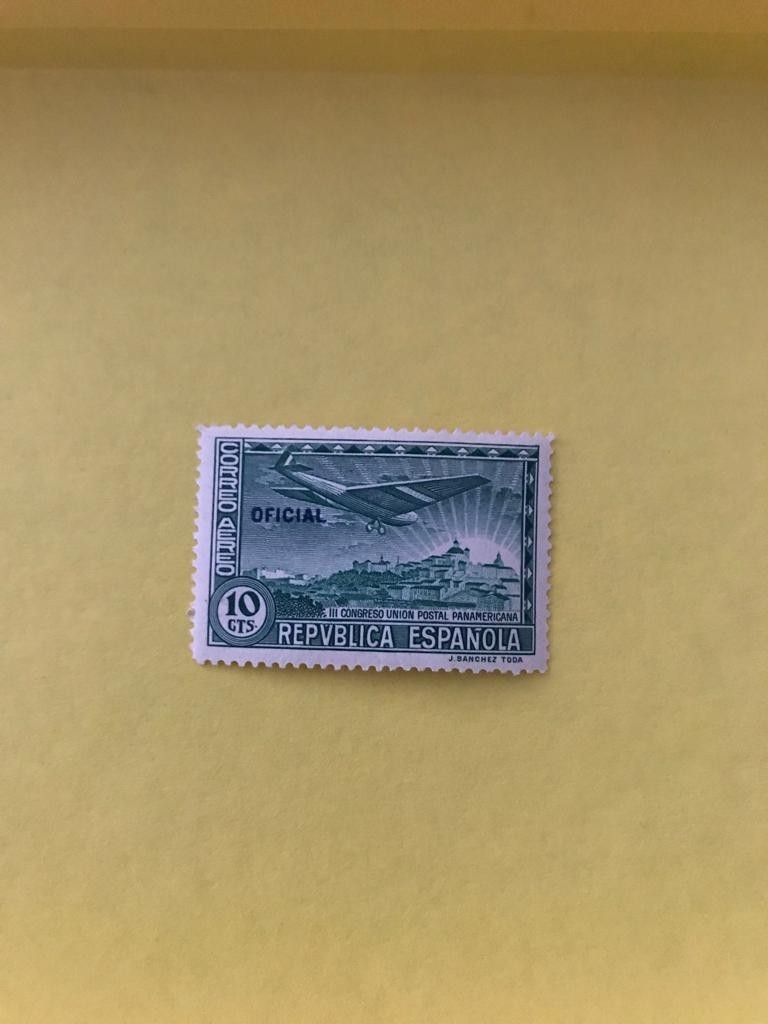 CORREO AEREO
OFICIAL
10
CTS.
III CONGRESO UNION POSTAL PANAMERICANA
REPVBLICA ESPAÑOLA
J. SANCHEZ TODA